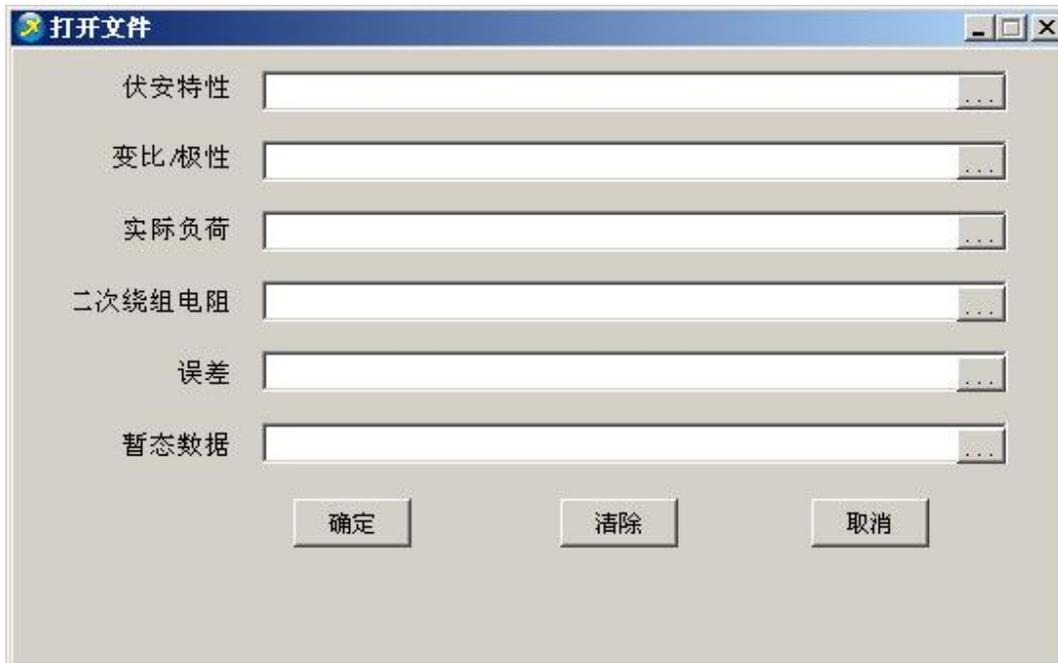 打开文件
伏安特性 ...
变比/极性 ...
实际负荷 ...
二次绕组电阻 ...
误差 ...
暂态数据 ...
确定 清除 取消